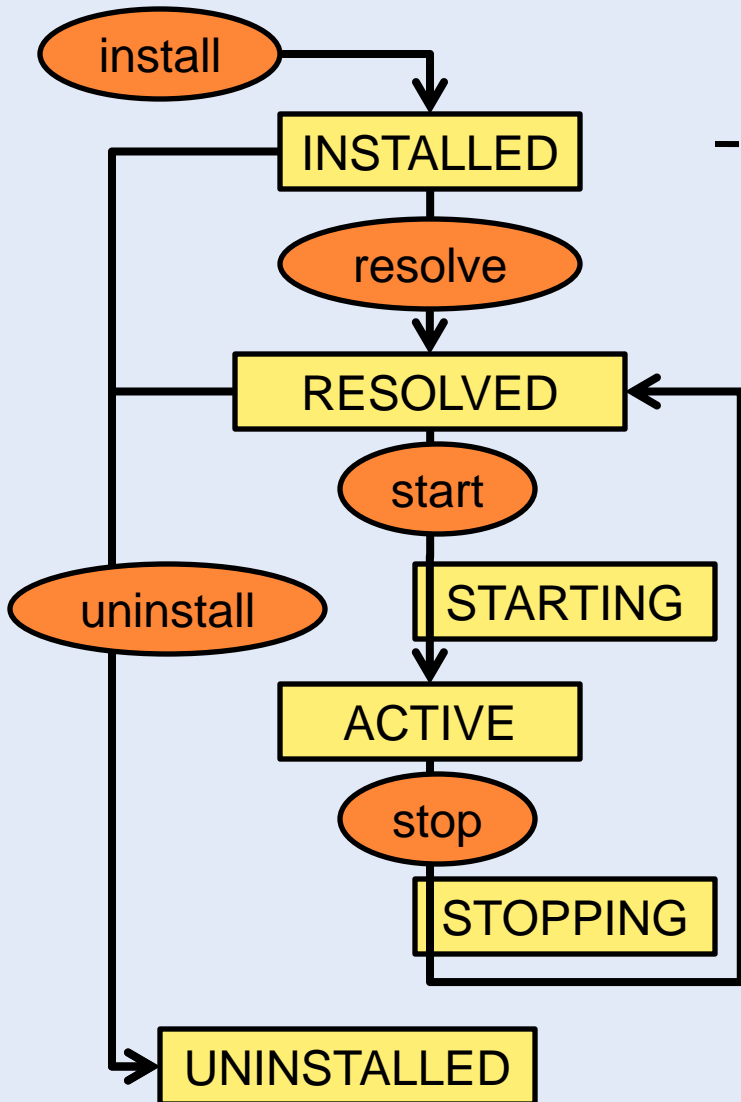 install
INSTALLED
resolve
RESOLVED
start
STARTING
uninstall
ACTIVE
stop
STOPPING
UNINSTALLED